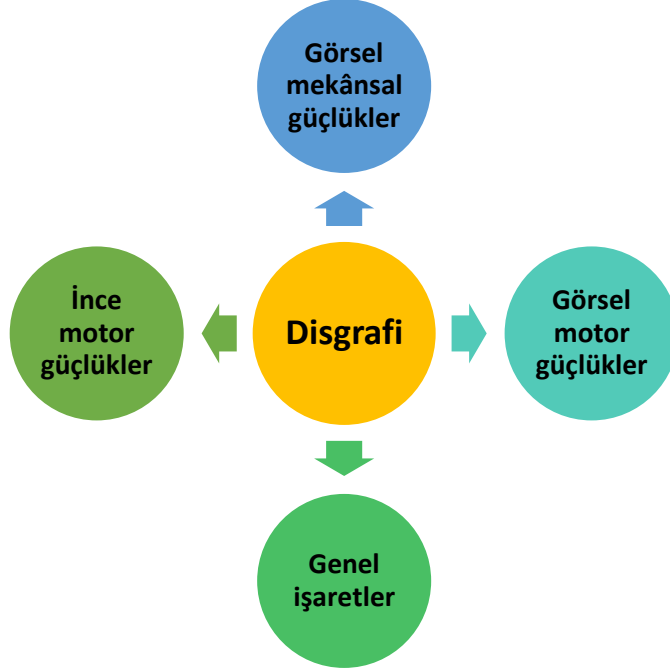 Görsel
mekânsal
güçlükler
İnce
motor
güçlükler
Disgrafi
Görsel
motor
güçlükler
Genel
işaretler